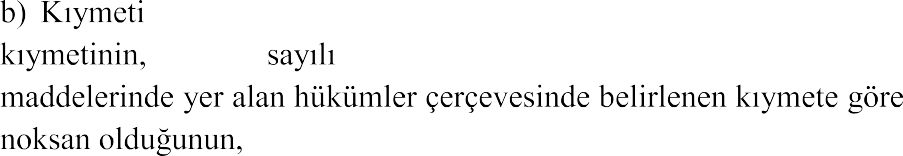 b) Kıymeti
kıymetinin, sayılı
maddelerinde yer alan hükümler çerçevesinde belirlenen kıymete göre
noksan olduğunun,